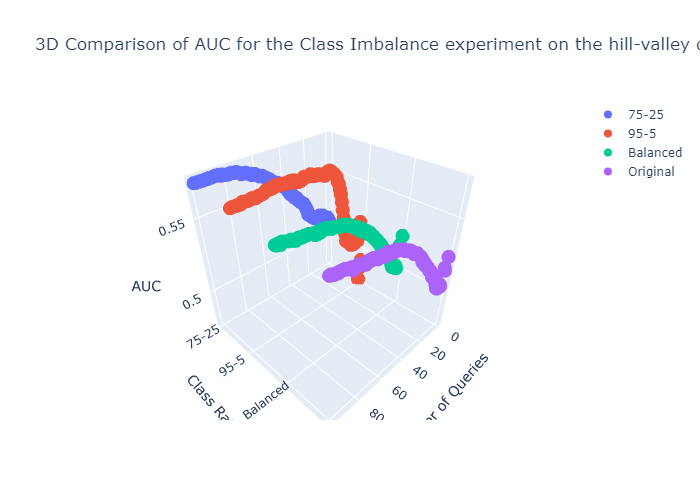 3D Comparison of AUC for the Class Imbalance experiment on the hill-valley
75-25
95-5
Balanced
Original
0.55
AUC
0.5
75-25
95-5
Balanced
Class
0
20
40
60
80
of Queries